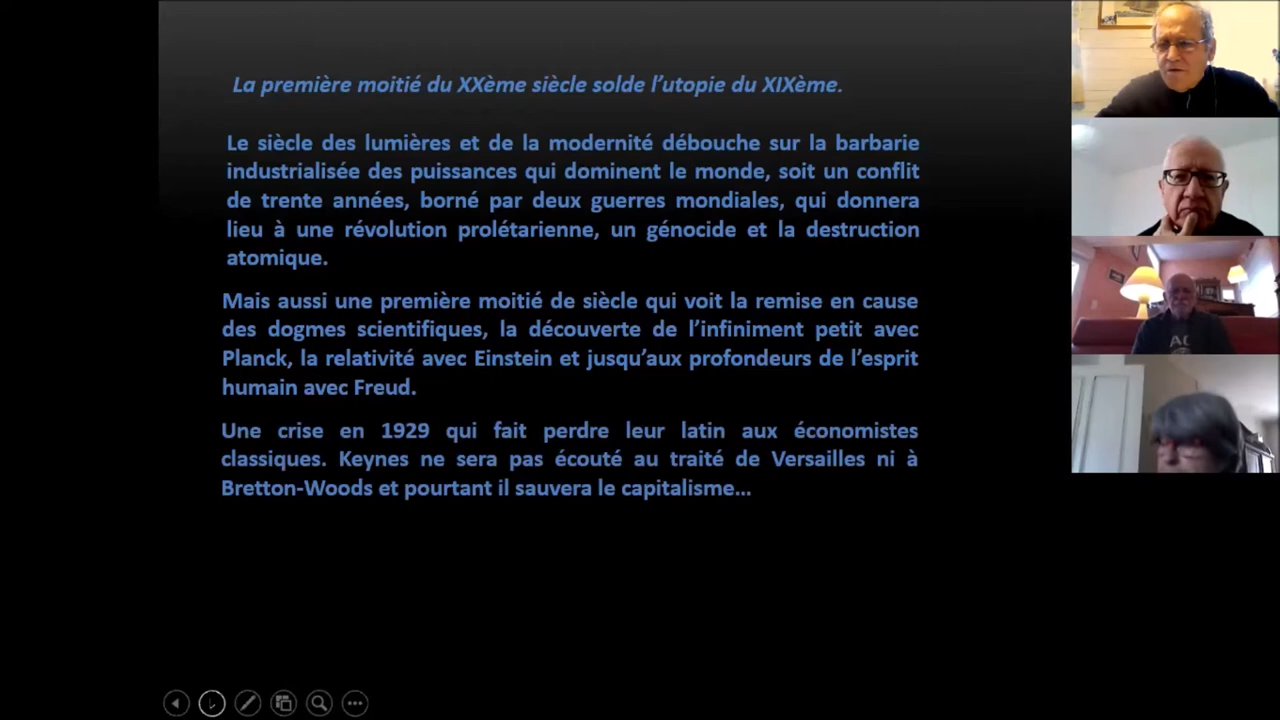 La première moitié du XXème siècle solde l’utopie du XIXème.
Le siècle des lumières et de la modernité débouche sur la barbarie
industrialisée des puissances qui dominent le monde, soit un conflit
de trente années, borné par deux guerres mondiales, qui donnera
lieu à une révolution prolétarienne, un génocide et la destruction
atomique.
Mais aussi une première moitié de siècle qui voit la remise en cause
des dogmes scientifiques, la découverte de l’infiniment petit avec
Planck, la relativité avec Einstein et jusqu’aux profondeurs de l’esprit
humain avec Freud.
Une crise en 1929 qui fait perdre leur latin aux économistes
classiques. Keynes ne sera pas écouté au traité de Versailles ni à
Bretton-Woods et pourtant il sauvera le capitalisme...